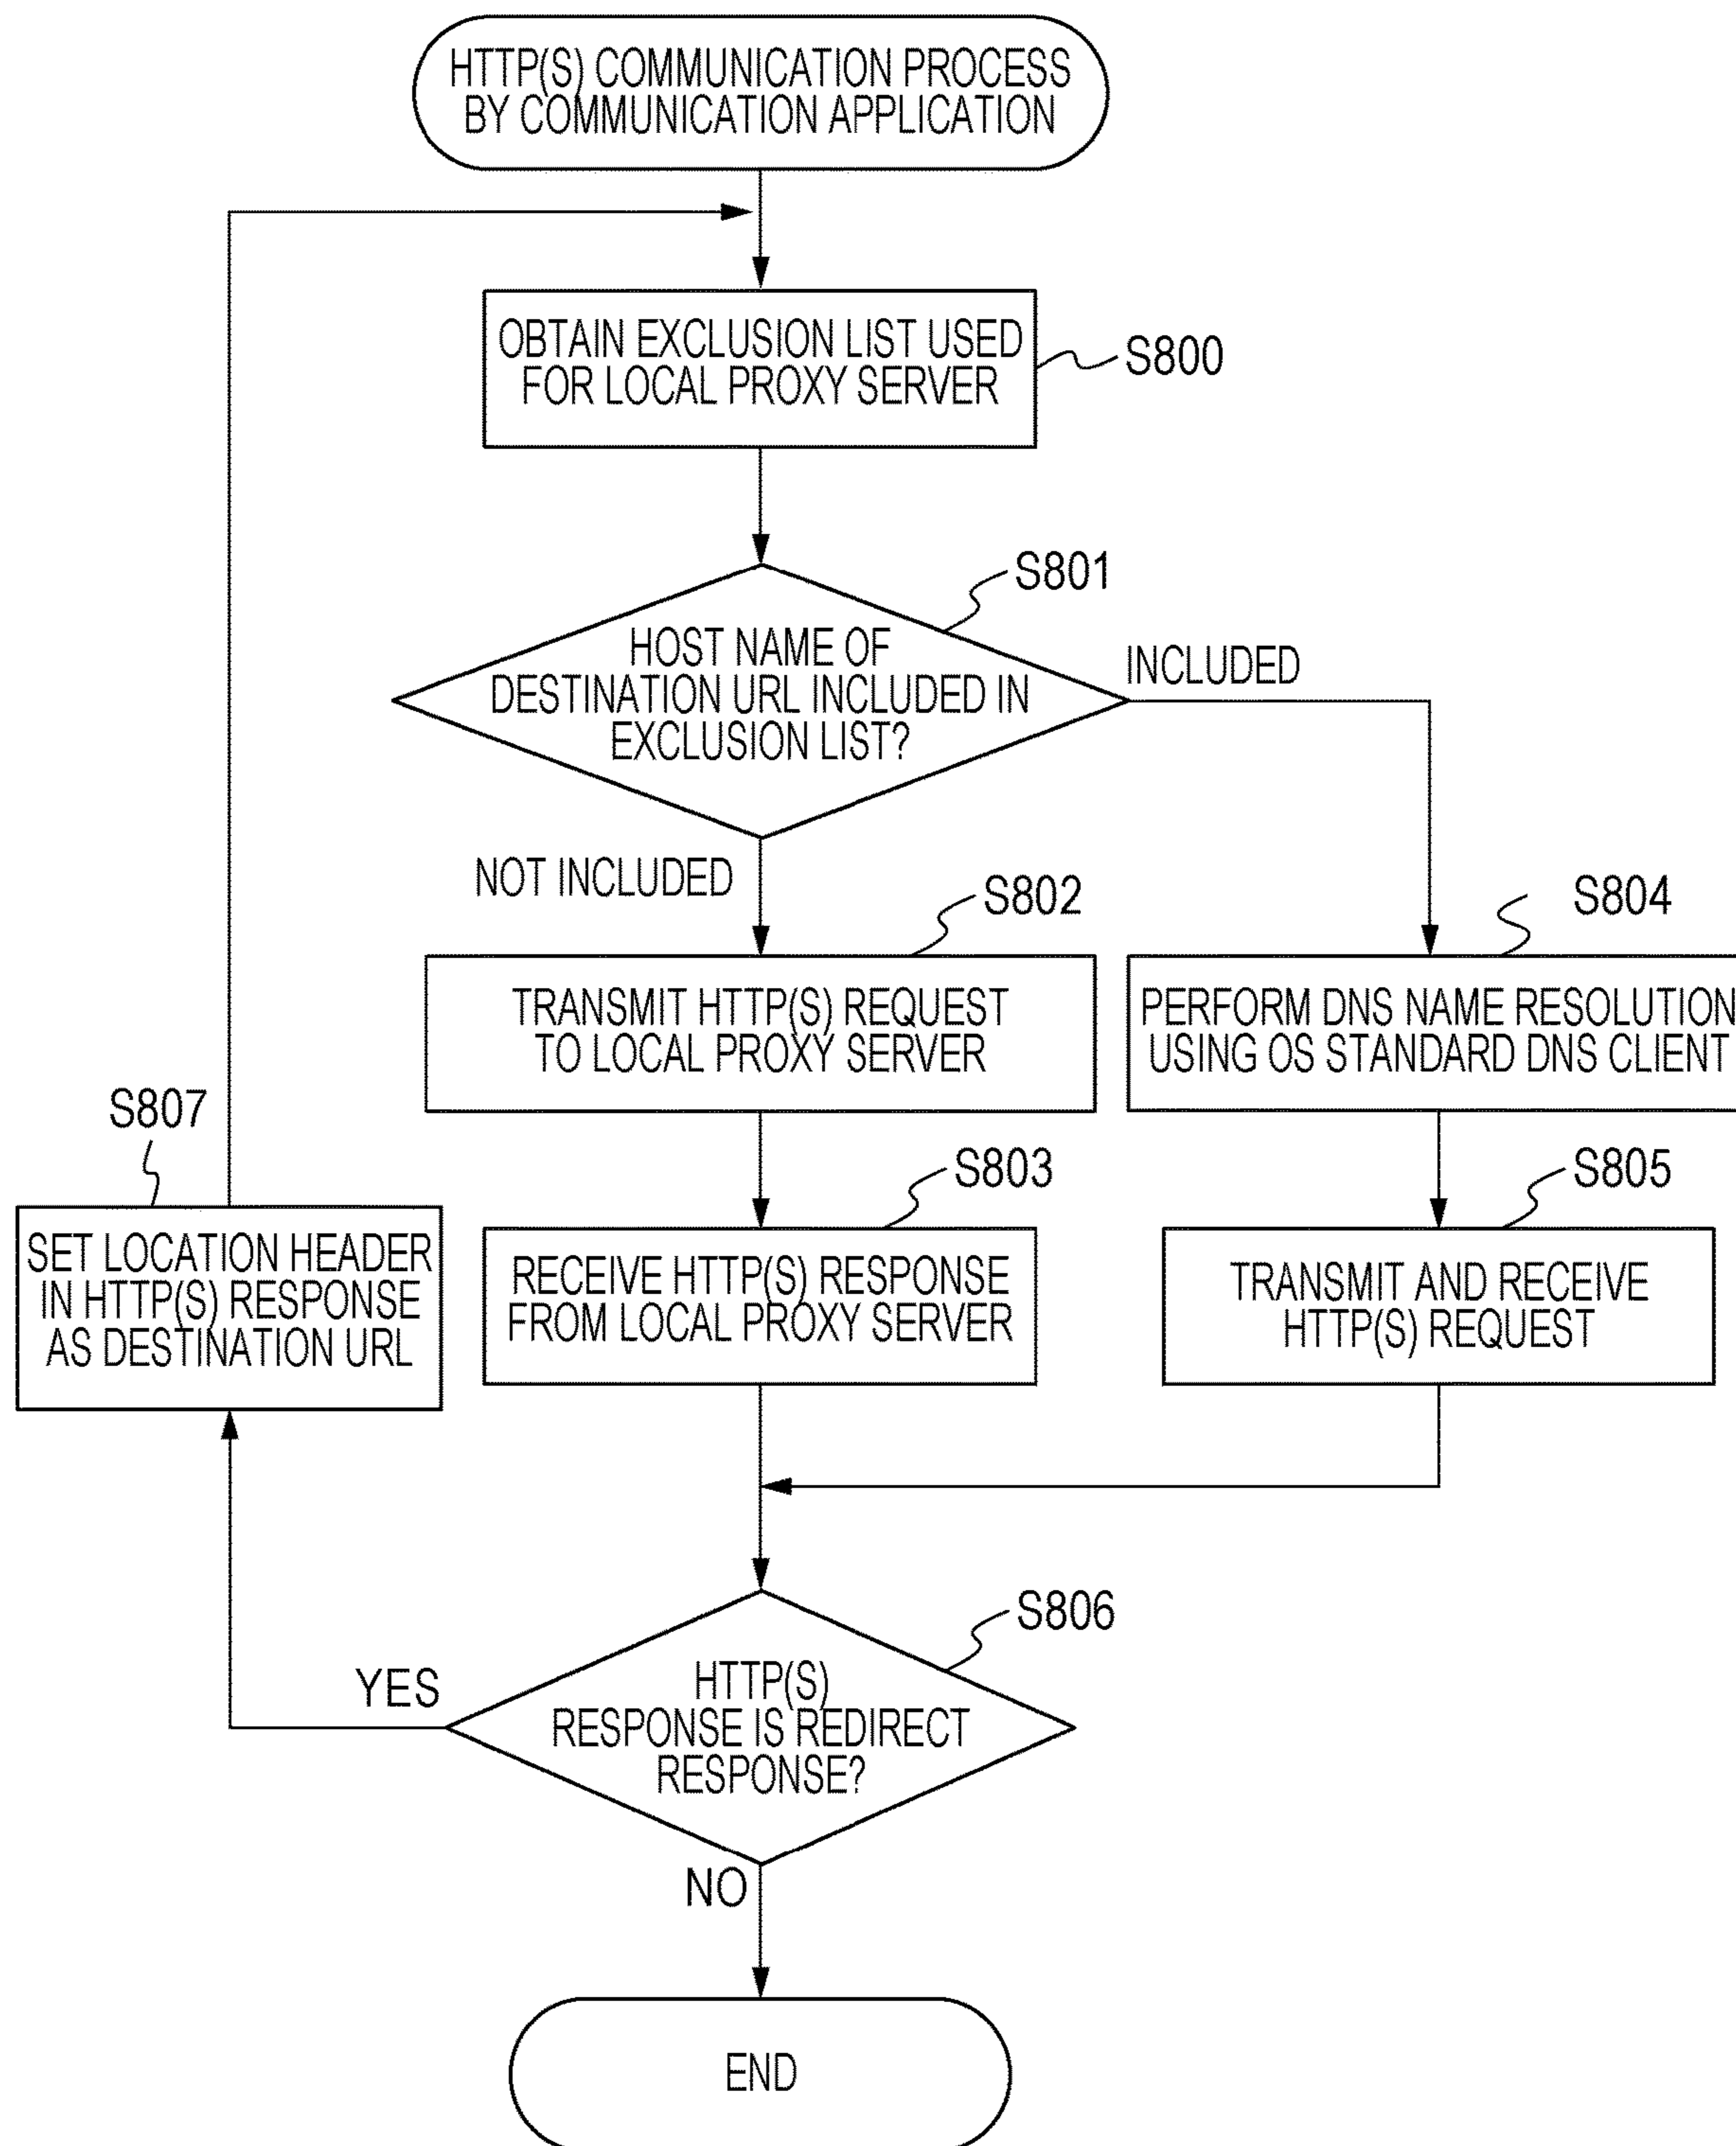 HTTP(S) COMMUNICATION PROCESS
BY COMMUNICATION APPLICATION
OBTAIN EXCLUSION LIST USED
FOR LOCAL PROXY SERVER
S800
S801
HOST NAME OF
DESTINATION URL INCLUDED IN
EXCLUSION LIST?
INCLUDED
NOT INCLUDED
S802
TRANSMIT HTTP(S) REQUEST
TO LOCAL PROXY SERVER
S804
PERFORM DNS NAME RESOLUTION
USING OS STANDARD DNS CLIENT
S807
SET LOCATION HEADER
IN HTTP(S) RESPONSE
AS DESTINATION URL
S803
RECEIVE HTTP(S) RESPONSE
FROM LOCAL PROXY SERVER
S805
TRANSMIT AND RECEIVE
HTTP(S) REQUEST
S806
HTTP(S)
RESPONSE IS REDIRECT
RESPONSE?
YES
NO
END